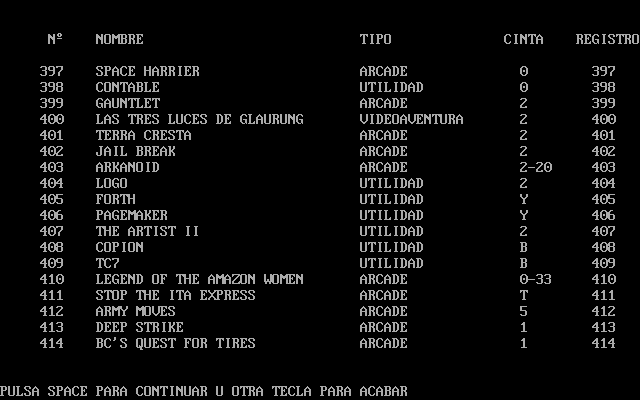 Nº NOMBRE TIPO CINTA REGISTRO
397 SPACE HARRIER ARCADE 0 397
398 CONTABLE UTILIDAD 0 398
399 GAUNTLET ARCADE 2 399
400 LAS TRES LUCES DE GLAURUNG VIDEOAVENTURA 2 400
401 TERRA CRESTA ARCADE 2 401
402 JAIL BREAK ARCADE 2 402
403 ARKANOID ARCADE 2-20 403
404 LOGO UTILIDAD 2 404
405 FORTH UTILIDAD Y 405
406 PAGEMAKER UTILIDAD Y 406
407 THE ARTIST II UTILIDAD 2 407
408 COPION UTILIDAD B 408
409 TC7 UTILIDAD B 409
410 LEGEND OF THE AMAZON WOMEN ARCADE 0-33 410
411 STOP THE ITA EXPRESS ARCADE T 411
412 ARMY MOVES ARCADE 5 412
413 DEEP STRIKE ARCADE 1 413
414 BC'S QUEST FOR TIRES ARCADE 1 414
PULSA SPACE PARA CONTINUAR U OTRA TECLA PARA ACABAR